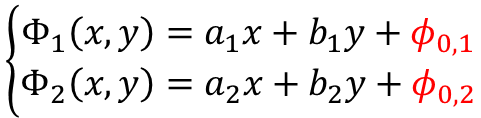 Φ₁(x, y) = a₁x + b₁y + ϕ₀,₁
Φ₂(x, y) = a₂x + b₂y + ϕ₀,₂